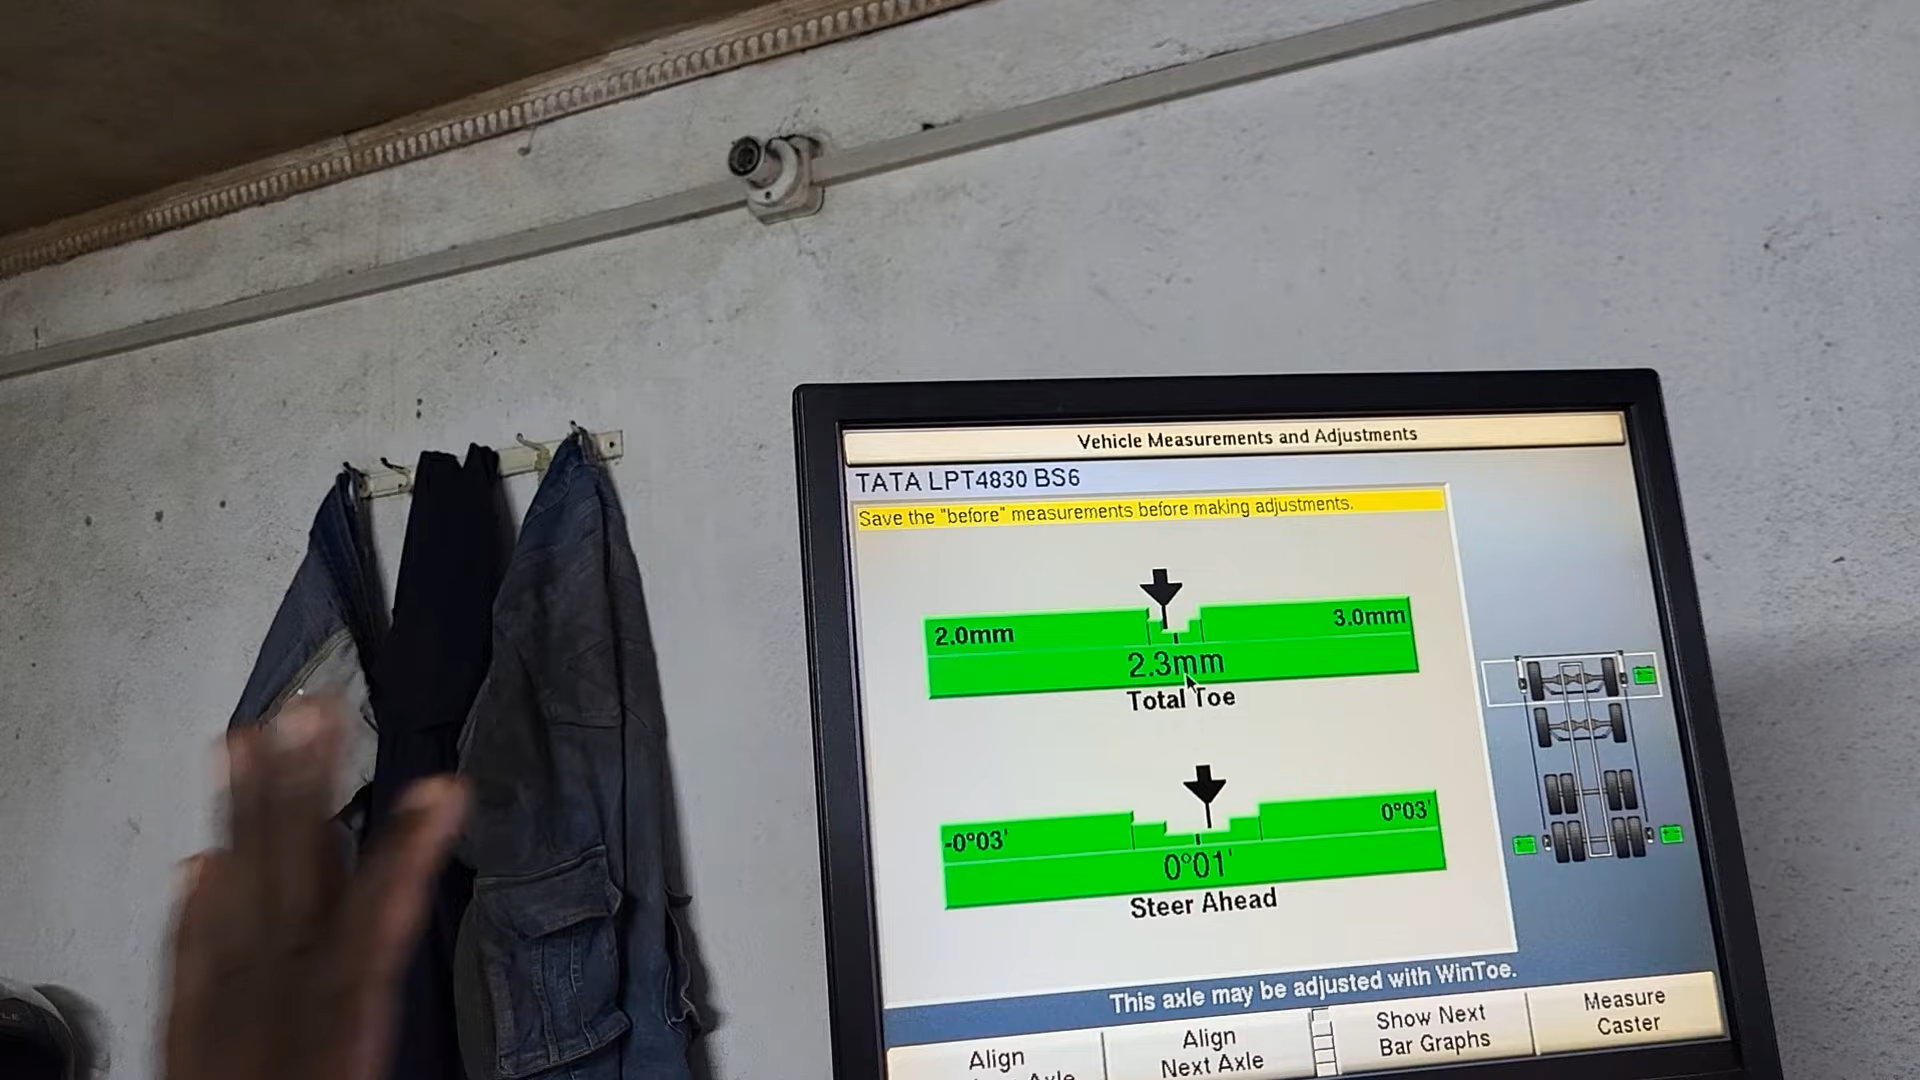 Vehicle Measurements and Adjustments
TATA LPT4830 BS6
Save the "before" measurements before making adjustments.
2.0mm
3.0mm
2.3mm
Total Toe
-0°03'
0°03'
0°01'
Steer Ahead
This axle may be adjusted with WinToe.
Align
Axle
Align
Next Axle
Show Next
Bar Graphs
Measure
Caster